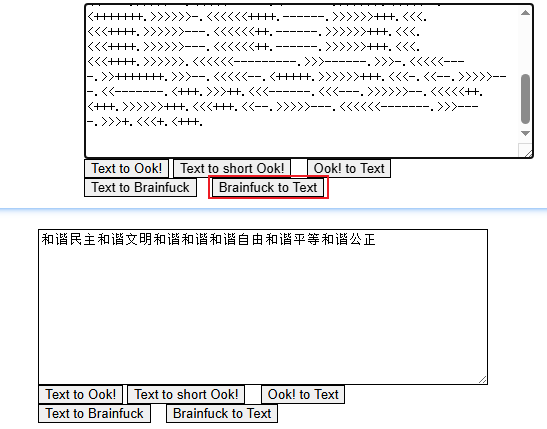 <+++++++.>>>>>>-.<<<<<<++++.------.>>>>>>+++.<<<.
<<<++++.>>>>>>---.<<<<<<++.------.>>>>>>+++.<<<.
<<<++++.>>>>>>---.<<<<<<++.------.>>>>>>+++.<<<.
<<<++++.>>>>>>.<<<<<<---------.>>>------.>>>-.<<<<<---
-.>>+++++++.>>>--.<<<<<--.<+++++.>>>>>>+++.<<<-.<<--.>>>>>--
-.<<-------.<+++.>>>++.<<<------.<<<---.>>>>>>--.<<<<<++.
<+++.>>>>>>+++.<<<+++.<<--.>>>>>---.<<<<<<-------.>>>---
-.>>>+.<<<+.<+++.
Text to Ook! Text to short Ook! Ook! to Text
Text to Brainfuck Brainfuck to Text
和谐民主和谐文明和谐和谐和谐自由和谐平等和谐公正
Text to Ook! Text to short Ook! Ook! to Text
Text to Brainfuck Brainfuck to Text